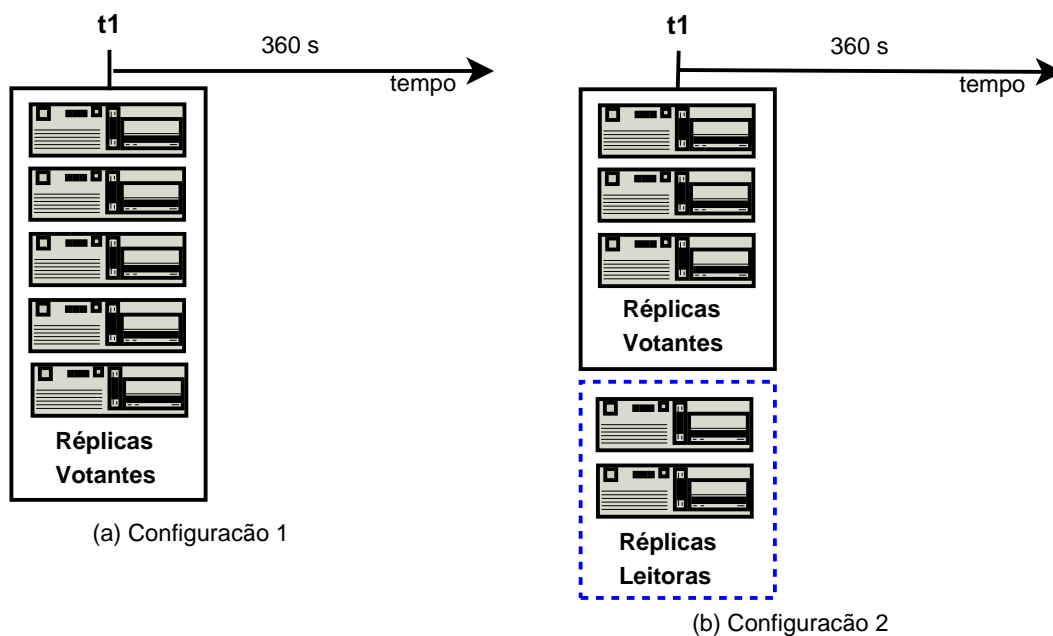 t1
360 s
tempo
Réplicas
Votantes
(a) Configuracão 1
t1
360 s
tempo
Réplicas
Votantes
Réplicas
Leitoras
(b) Configuracão 2